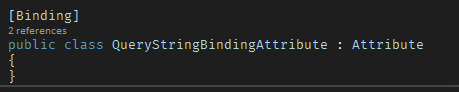 [Binding]
2 references
public class QueryStringBindingAttribute : Attribute
{
}